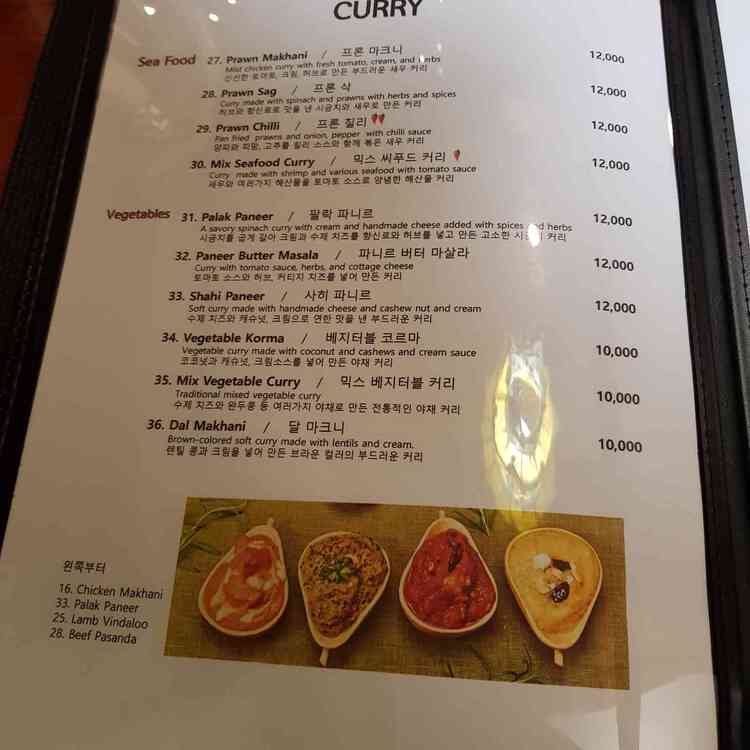 CURRY
Sea Food
27. Prawn Makhani / 프론 마크니 12,000
Mild chicken curry with fresh tomato, cream, and herbs
신선한 토마토, 크림, 허브로 만든 부드러운 새우 커리
28. Prawn Sag / 프론 삭 12,000
Curry made with spinach and prawns with herbs and spices
허브와 향신료로 맛을 낸 시금치와 새우로 만든 커리
29. Prawn Chilli / 프론 칠리 12,000
Pan fried prawns and onion, pepper with chilli sauce
양파와 피망, 고추를 칠리 소스와 함께 볶은 새우 커리
30. Mix Seafood Curry / 믹스 씨푸드 커리 12,000
Curry made with shrimp and various seafood with tomato sauce
새우와 여러가지 해산물을 토마토 소스로 양념한 해산물 커리
Vegetables
31. Palak Paneer / 팔락 파니르 12,000
A savory spinach curry with cream and handmade cheese added with spices and herbs
시금치를 곱게 갈아 크림과 수제 치즈를 향신료와 허브를 넣고 만든 고소한 시금치 커리
32. Paneer Butter Masala / 파니르 버터 마살라 12,000
Curry with tomato sauce, herbs, and cottage cheese
토마토 소스와 허브, 커티지 치즈를 넣어 만든 커리
33. Shahi Paneer / 사히 파니르 12,000
Soft curry made with handmade cheese and cashew nut and cream
수제 치즈와 캐슈넛, 크림으로 연한 맛을 낸 부드러운 커리
34. Vegetable Korma / 베지터블 코르마 10,000
Vegetable curry made with coconut and cashews and cream sauce
코코넛과 캐슈넛, 크림소스를 넣어 만든 야채 커리
35. Mix Vegetable Curry / 믹스 베지터블 커리 10,000
Traditional mixed vegetable curry
수제 치즈와 완두콩 등 여러가지 야채로 만든 전통적인 야채 커리
36. Dal Makhani / 달 마크니 10,000
Brown-colored soft curry made with lentils and cream.
렌틸 콩과 크림을 넣어 만든 브라운 컬러의 부드러운 커리
왼쪽부터
16. Chicken Makhani
33. Palak Paneer
25. Lamb Vindaloo
28. Beef Pasanda